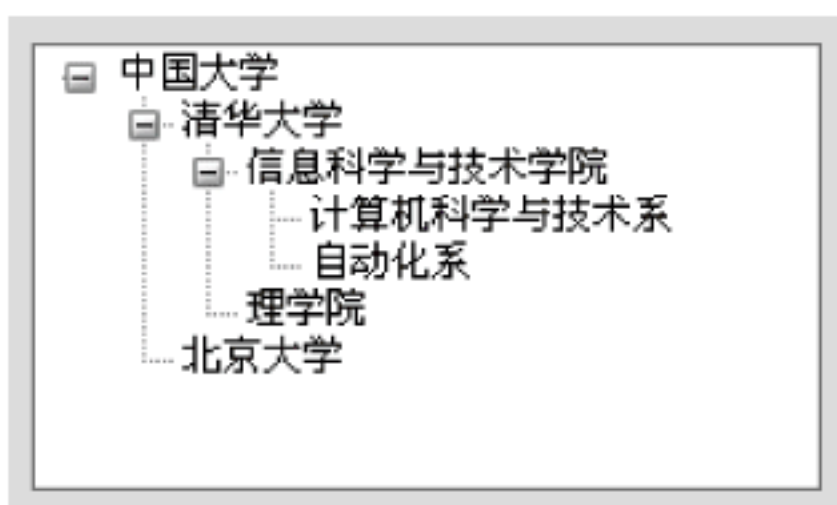 中国大学
清华大学
信息科学与技术学院
计算机科学与技术系
自动化系
理学院
北京大学